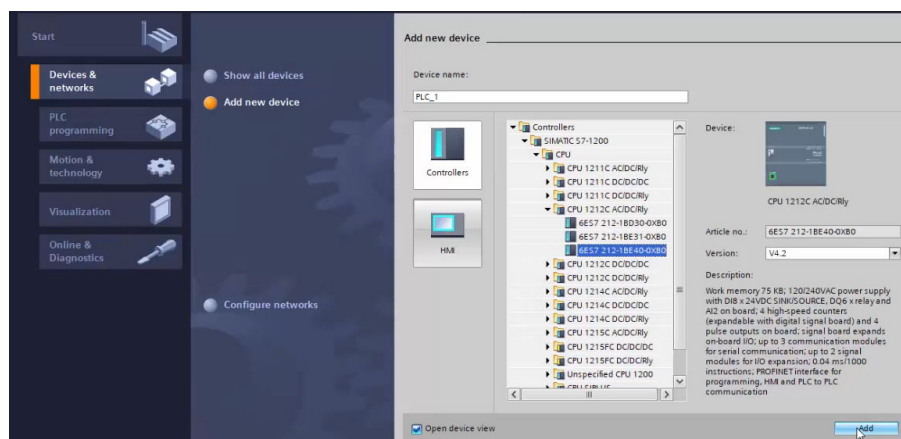 Start
Devices &
networks
PLC
programming
Motion &
technology
Visualization
Online &
Diagnostics
Show all devices
Add new device
Configure networks
Add new device
Device name:
PLC_1
Controllers
HMI
Controllers
SIMATIC S7-1200
CPU
CPU 1211C AC/DC/Rly
CPU 1211C DC/DC/DC
CPU 1211C DC/DC/Rly
CPU 1212C AC/DC/Rly
6ES7 212-1BD30-0XB0
6ES7 212-1BE31-0XB0
6ES7 212-1BE40-0XB0
CPU 1212C DC/DC/DC
CPU 1212C DC/DC/Rly
CPU 1214C AC/DC/Rly
CPU 1214C DC/DC/DC
CPU 1214C DC/DC/Rly
CPU 1215C AC/DC/Rly
CPU 1215FC DC/DC/DC
CPU 1215FC DC/DC/Rly
Unspecified CPU 1200
CPU SIPLUS
Device:
CPU 1212C AC/DC/Rly
Article no.:
6ES7 212-1BE40-0XB0
Version:
V4.2
Description:
Work memory 75 KB; 120/240VAC power supply
with DI8 x 24VDC SINK/SOURCE, DQ6 x relay and
AI2 on board; 4 high-speed counters
(expandable with digital signal board) and 4
pulse outputs on board; signal board expands
on-board I/O; up to 3 communication modules
for serial communication; up to 2 signal
modules for I/O expansion; 0.04 ms/1000
instructions; PROFINET interface for
programming, HMI and PLC to PLC
communication
Open device view
Add